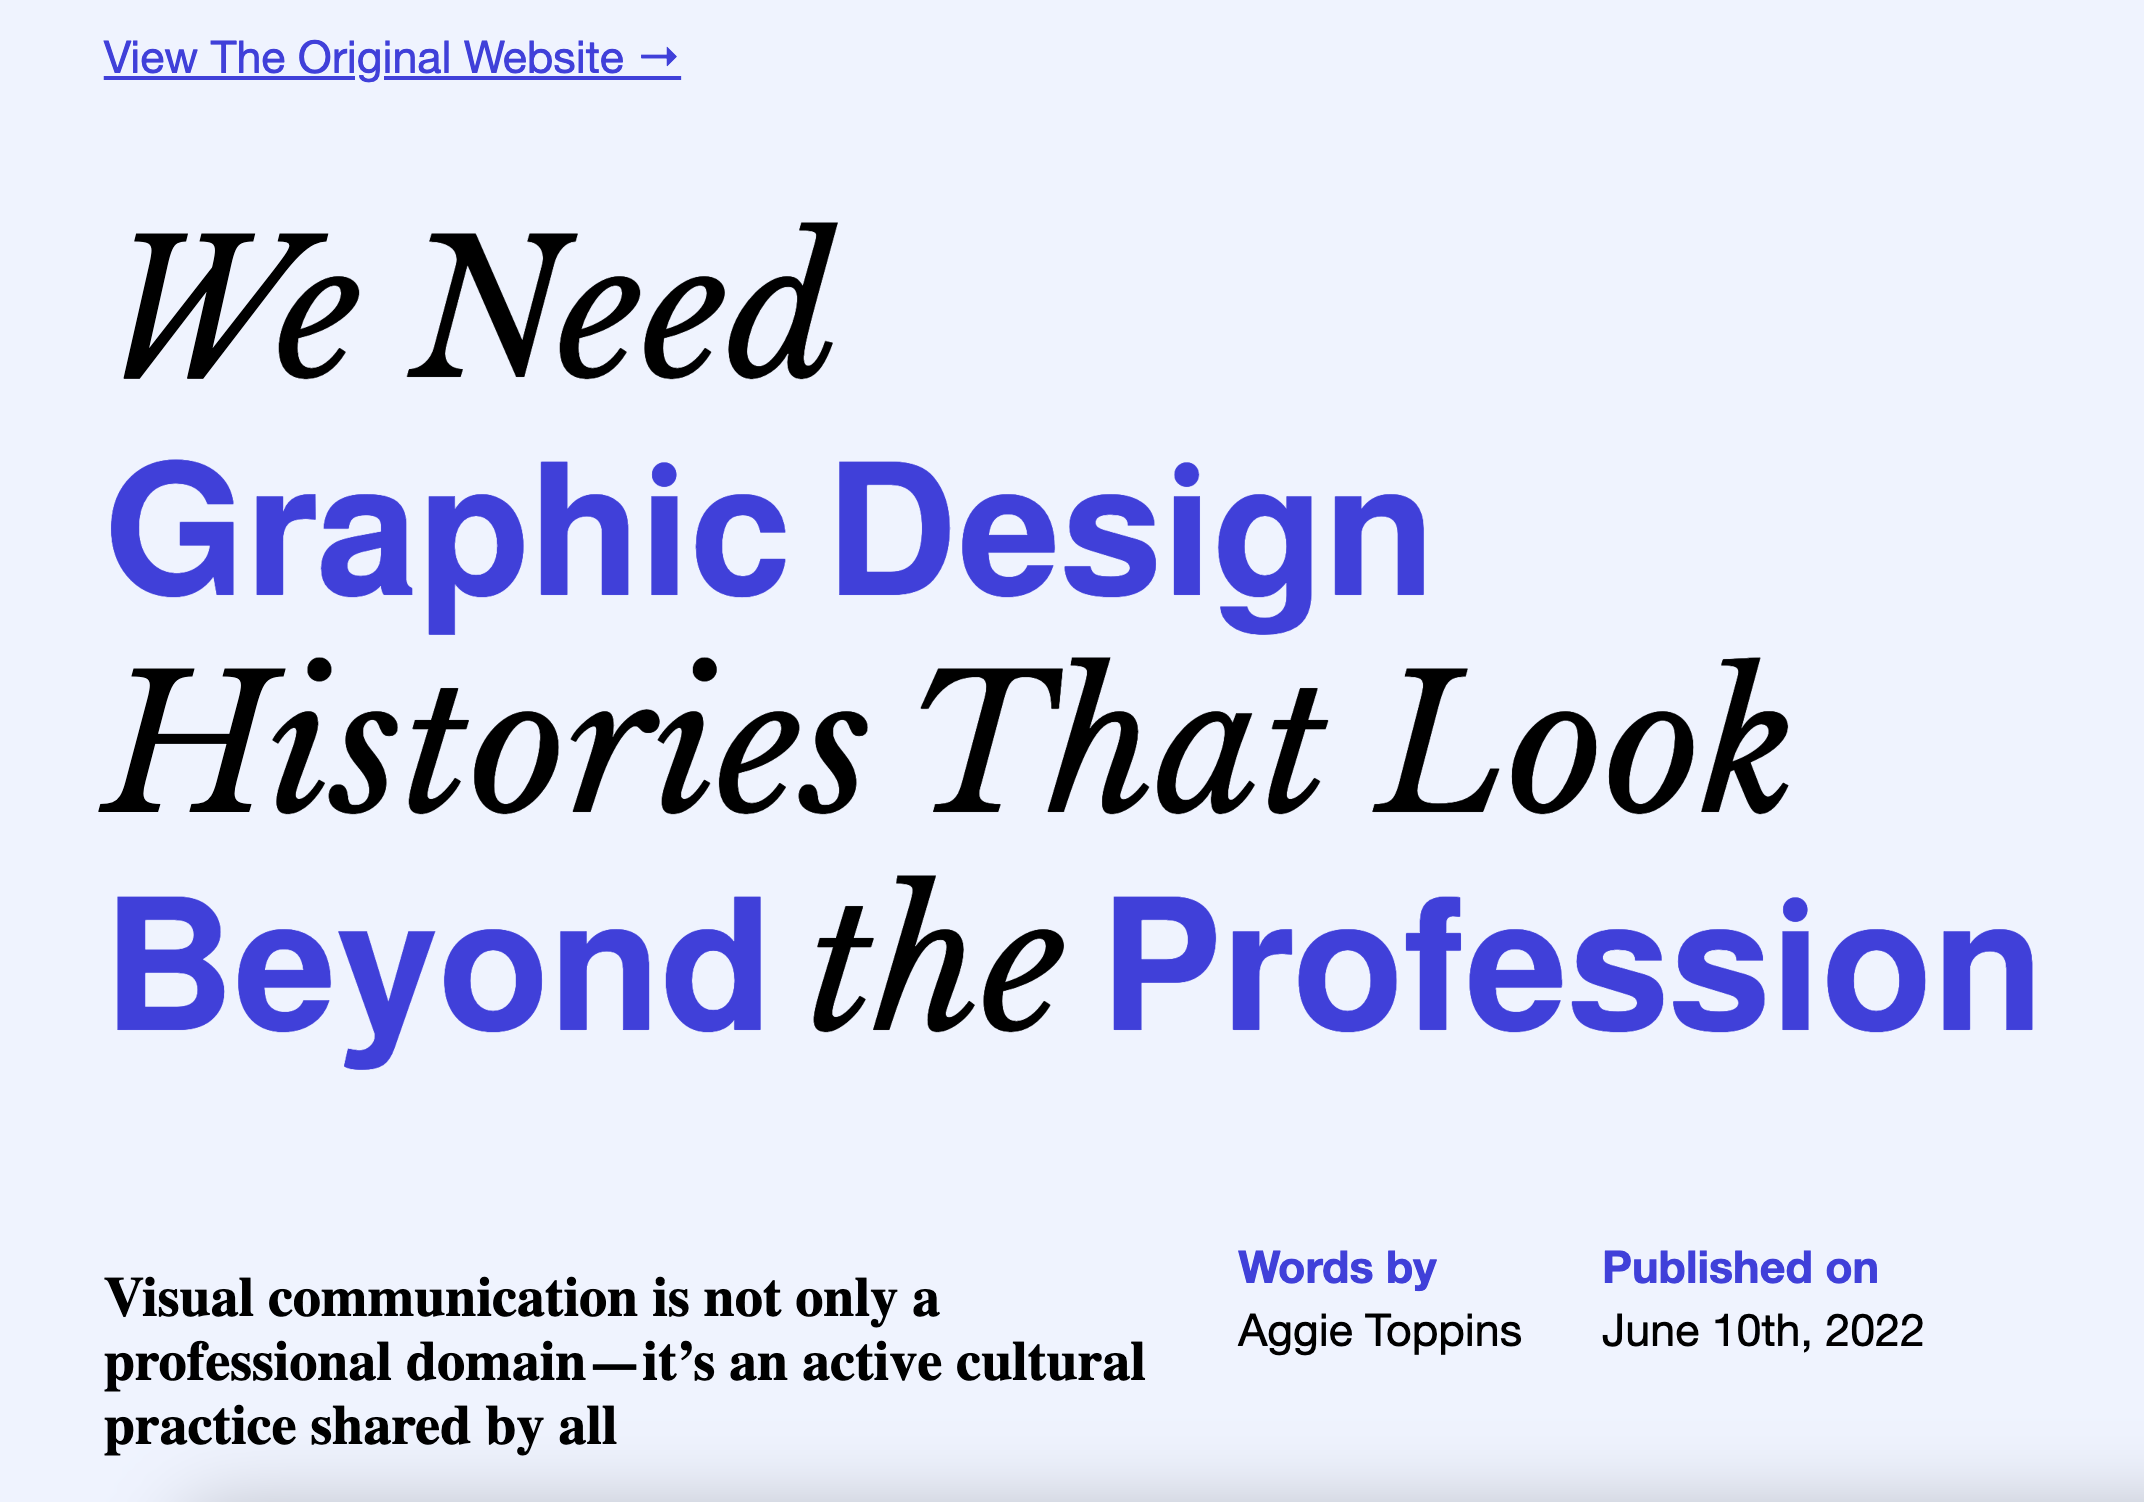 View The Original Website →
We Need
Graphic Design
Histories That Look
Beyond the Profession
Visual communication is not only a
professional domain—it’s an active cultural
practice shared by all
Words by
Aggie Toppins
Published on
June 10th, 2022